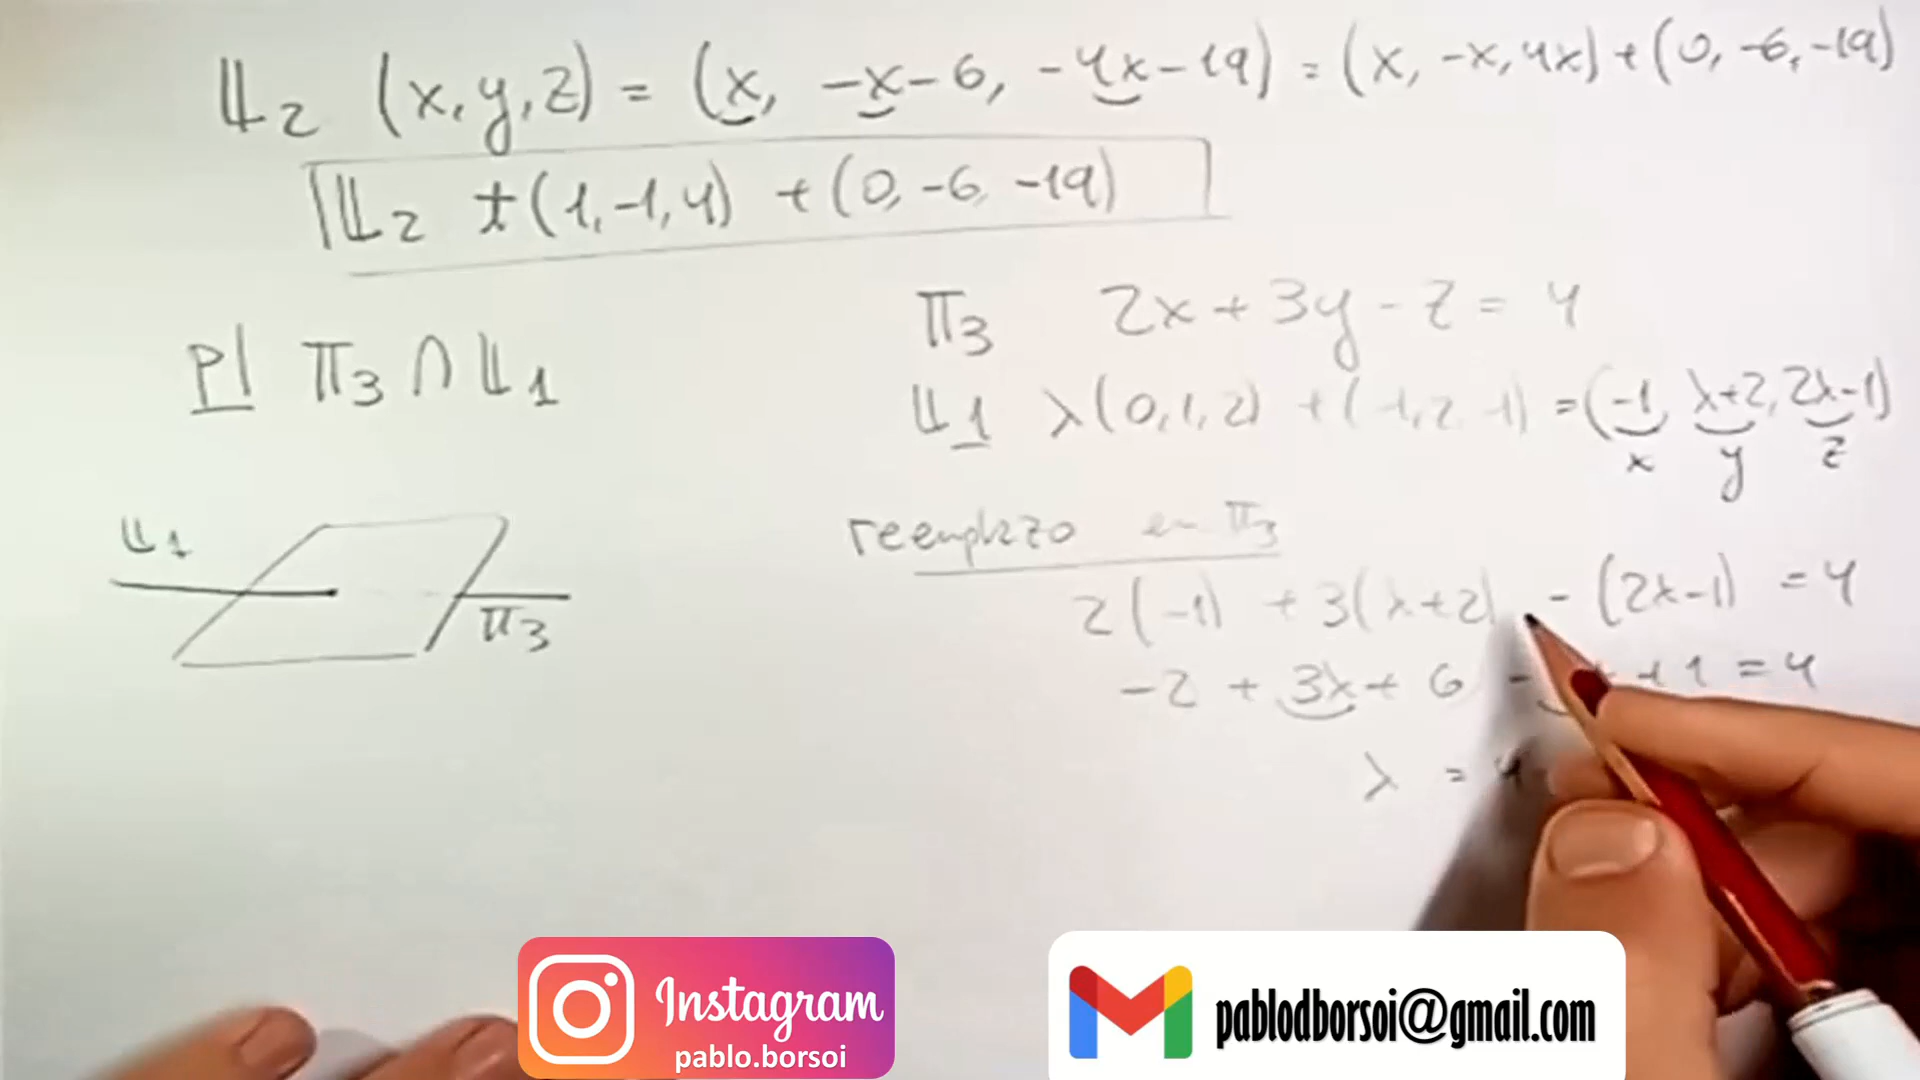 𝕃₂ (x,y,z) = (x, -x-6, -4x-19) = (x, -x, 4x) + (0, -6, -19)
𝕃₂ t(1,-1,4) + (0,-6,-19)
P| Π₃ ∩ 𝕃₁
Π₃ 2x + 3y - z = 4
𝕃₁ λ(0,1,2) + (-1,2,-1) = (-1, λ+2, 2λ-1)
x y z
reemplazo en Π₃
𝕃₁
Π₃
2(-1) + 3(λ+2) - (2λ-1) = 4
-2 + 3λ + 6 - + 1 = 4
λ = 4
Instagram
pablo.borsoi
pablodborsoi@gmail.com